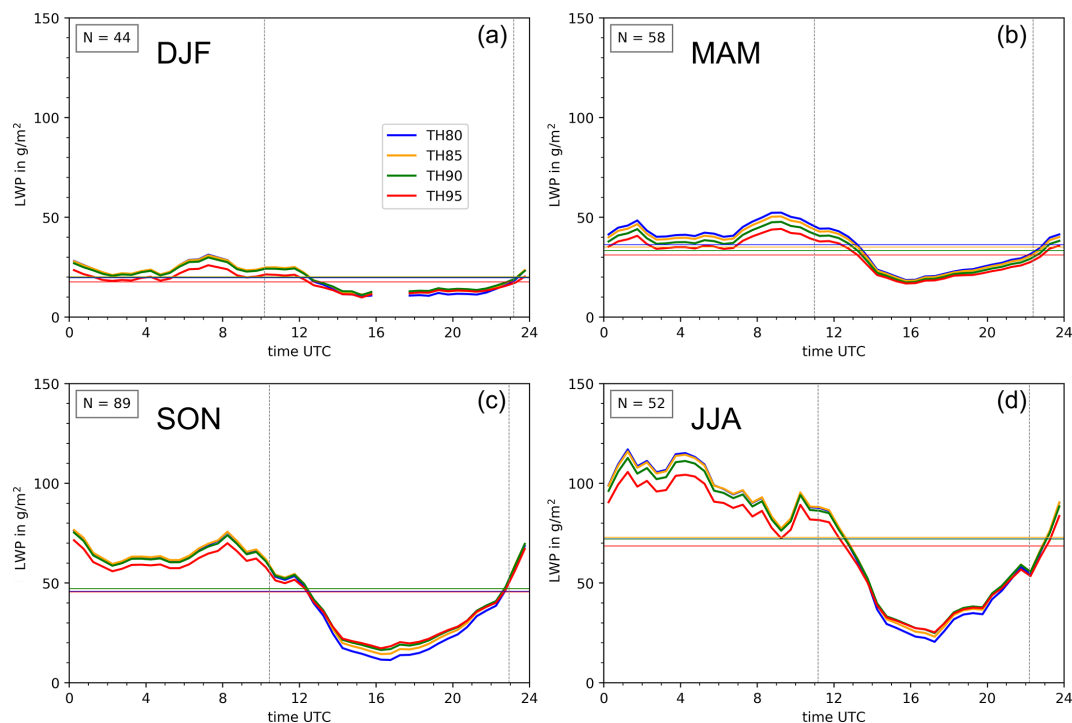 N = 44
DJF
(a)
150
100
50
0
LWP in g/m²
TH80
TH85
TH90
TH95
0 4 8 12 16 20 24
time UTC
N = 58
MAM
(b)
150
100
50
0
LWP in g/m²
0 4 8 12 16 20 24
time UTC
N = 89
SON
(c)
150
100
50
0
LWP in g/m²
0 4 8 12 16 20 24
time UTC
N = 52
JJA
(d)
150
100
50
0
LWP in g/m²
0 4 8 12 16 20 24
time UTC